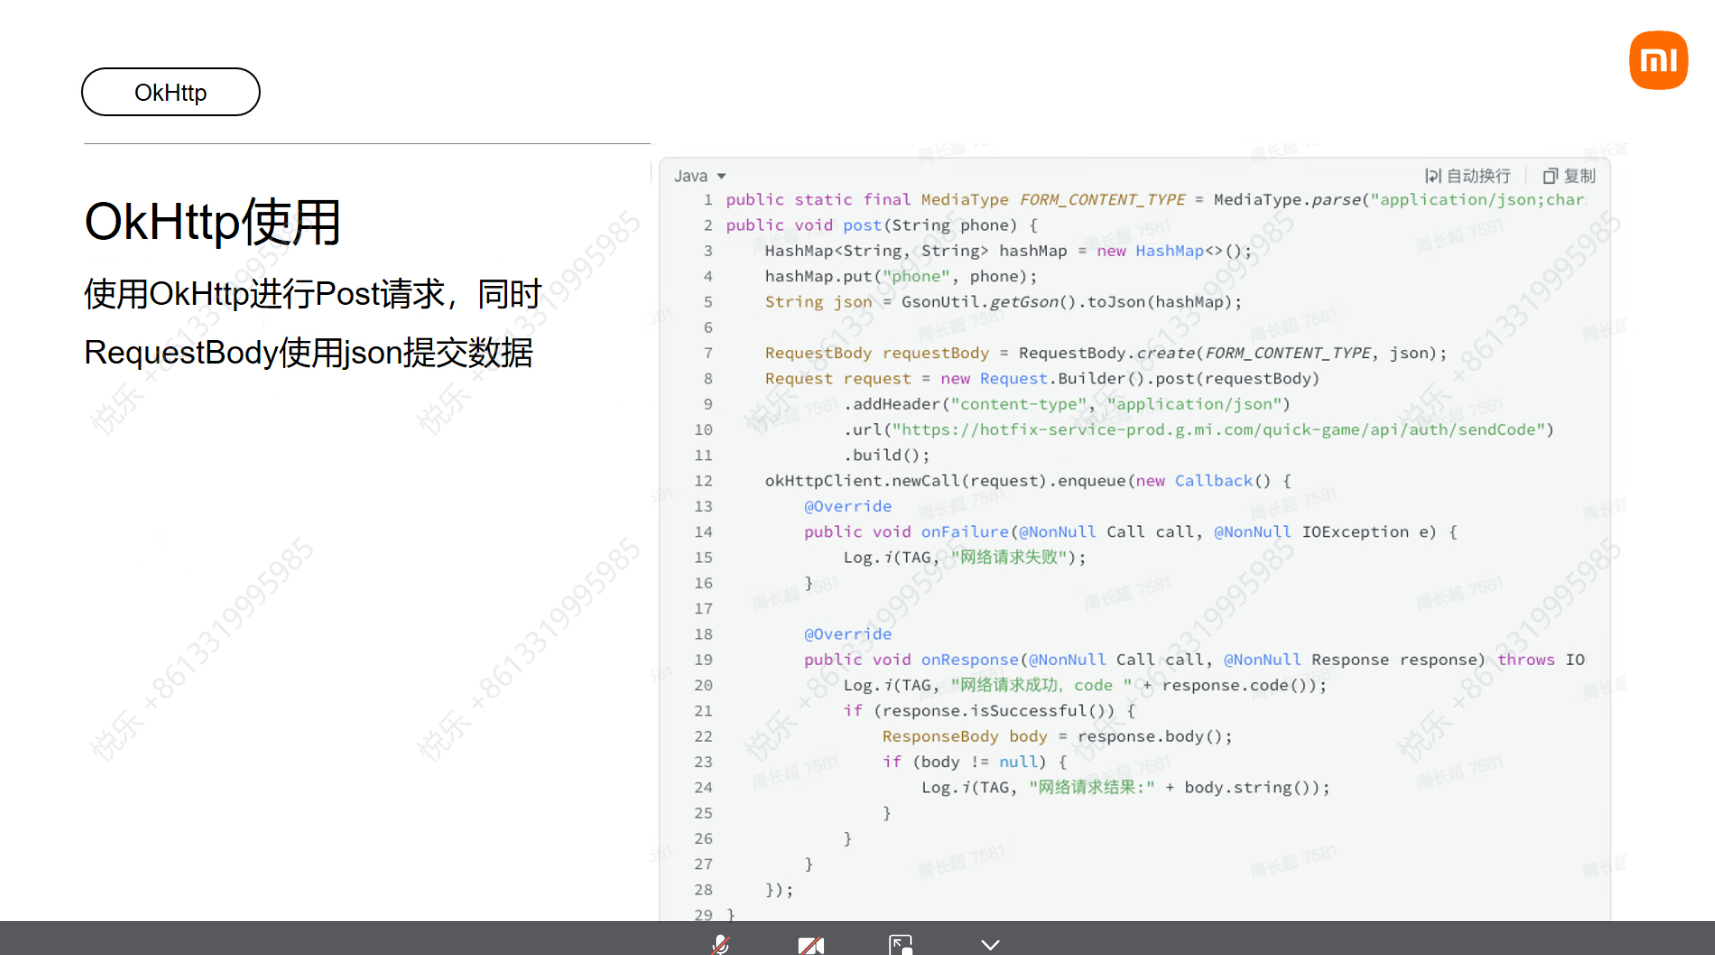 OkHttp
OkHttp使用
使用OkHttp进行Post请求，同时
RequestBody使用json提交数据
Java
自动换行
复制
1 public static final MediaType FORM_CONTENT_TYPE = MediaType.parse("application/json;char
2 public void post(String phone) {
3 HashMap<String, String> hashMap = new HashMap<>();
4 hashMap.put("phone", phone);
5 String json = GsonUtil.getGson().toJson(hashMap);
6
7 RequestBody requestBody = RequestBody.create(FORM_CONTENT_TYPE, json);
8 Request request = new Request.Builder().post(requestBody)
9 .addHeader("content-type", "application/json")
10 .url("https://hotfix-service-prod.g.mi.com/quick-game/api/auth/sendCode")
11 .build();
12 okHttpClient.newCall(request).enqueue(new Callback() {
13 @Override
14 public void onFailure(@NonNull Call call, @NonNull IOException e) {
15 Log.i(TAG, "网络请求失败");
16 }
17
18 @Override
19 public void onResponse(@NonNull Call call, @NonNull Response response) throws IO
20 Log.i(TAG, "网络请求成功，code " + response.code());
21 if (response.isSuccessful()) {
22 ResponseBody body = response.body();
23 if (body != null) {
24 Log.i(TAG, "网络请求结果:" + body.string());
25 }
26 }
27 }
28 });
29 }
mi
悦乐 +8613319995985
周长超 7581